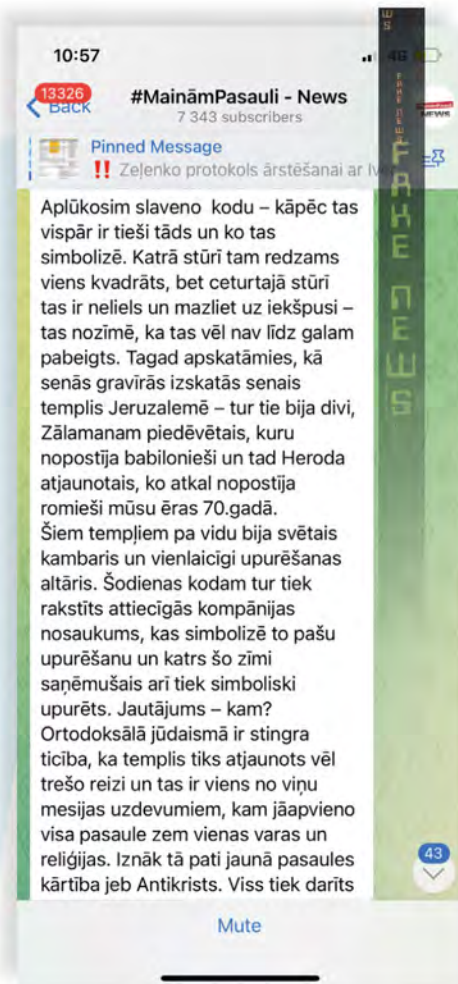 10:57
4G
13326
Back
#MaināmPasauli - News
7 343 subscribers
NEWS
Pinned Message
‼ Zeļenko protokols ārstēšanai ar
Aplūkosim slaveno kodu – kāpēc tas
vispār ir tieši tāds un ko tas
simbolizē. Katrā stūrī tam redzams
viens kvadrāts, bet ceturtajā stūrī
tas ir neliels un mazliet uz iekšpusi –
tas nozīmē, ka tas vēl nav līdz galam
pabeigts. Tagad apskatāmies, kā
senās gravīrās izskatās senais
templis Jeruzalemē – tur tie bija divi,
Zālamanam piedēvētais, kuru
nopostīja babilonieši un tad Heroda
atjaunotais, ko atkal nopostīja
romieši mūsu ēras 70.gadā.
Šiem tempļiem pa vidu bija svētais
kambaris un vienlaicīgi upurēšanas
altāris. Šodienas kodam tur tiek
rakstīts attiecīgās kompānijas
nosaukums, kas simbolizē to pašu
upurēšanu un katrs šo zīmi
saņēmušais arī tiek simboliski
upurēts. Jautājums – kam?
Ortodoksālā jūdaismā ir stingra
ticība, ka templis tiks atjaunots vēl
trešo reizi un tas ir viens no viņu
mesijas uzdevumiem, kam jāapvieno
visa pasaule zem vienas varas un
reliģijas. Iznāk tā pati jaunā pasaules
kārtība jeb Antikrists. Viss tiek darīts
43
Mute
WS
FAKE NEWS
FAKE NEWS